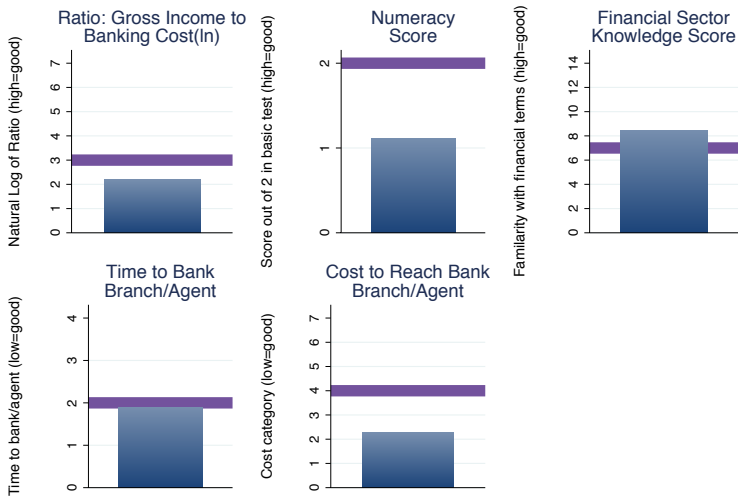 Ratio: Gross Income to
Banking Cost(ln)
Natural Log of Ratio (high=good)
7
6
5
4
3
2
1
0
Numeracy
Score
Score out of 2 in basic test (high=good)
2
1
0
Financial Sector
Knowledge Score
Familarity with financial terms (high=good)
14
12
10
8
6
4
2
0
Time to Bank
Branch/Agent
Time to bank/agent (low=good)
4
3
2
1
0
Cost to Reach Bank
Branch/Agent
Cost category (low=good)
7
6
5
4
3
2
1
0